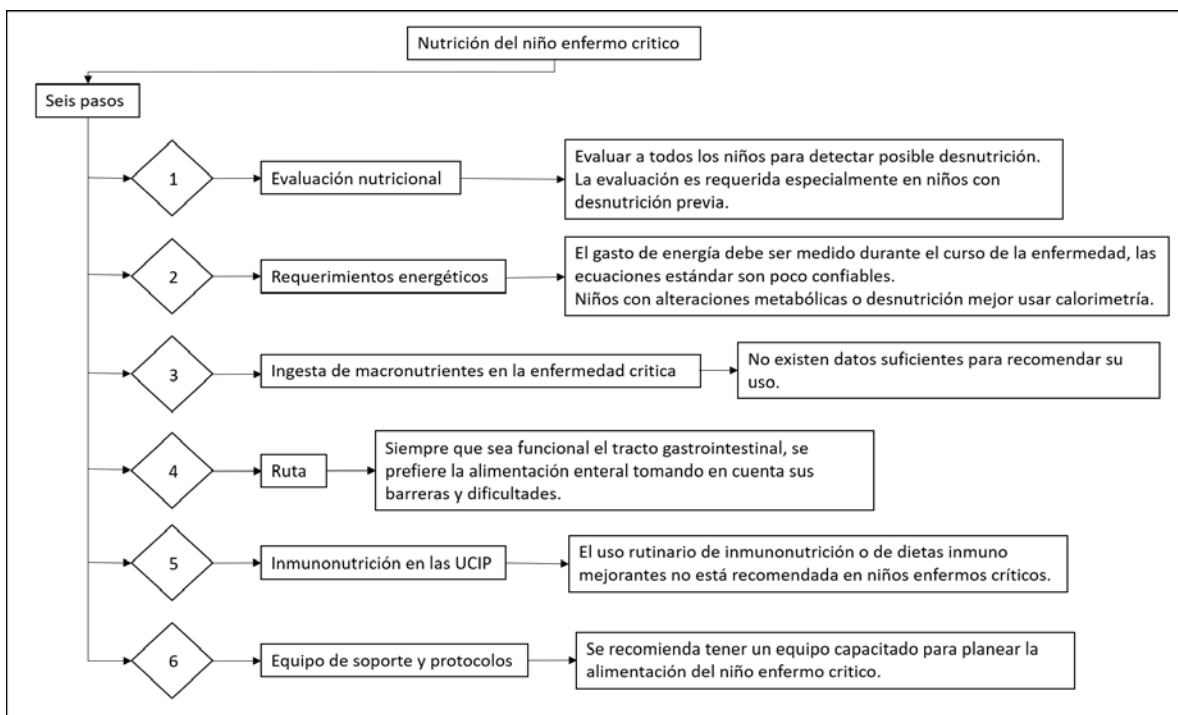 Nutrición del niño enfermo critico
Seis pasos
1
Evaluación nutricional
Evaluar a todos los niños para detectar posible desnutrición.
La evaluación es requerida especialmente en niños con
desnutrición previa.
2
Requerimientos energéticos
El gasto de energía debe ser medido durante el curso de la enfermedad, las
ecuaciones estándar son poco confiables.
Niños con alteraciones metabólicas o desnutrición mejor usar calorimetría.
3
Ingesta de macronutrientes en la enfermedad critica
No existen datos suficientes para recomendar su
uso.
4
Ruta
Siempre que sea funcional el tracto gastrointestinal, se
prefiere la alimentación enteral tomando en cuenta sus
barreras y dificultades.
5
Inmunonutrición en las UCIP
El uso rutinario de inmunonutrición o de dietas inmuno
mejorantes no está recomendada en niños enfermos críticos.
6
Equipo de soporte y protocolos
Se recomienda tener un equipo capacitado para planear la
alimentación del niño enfermo critico.